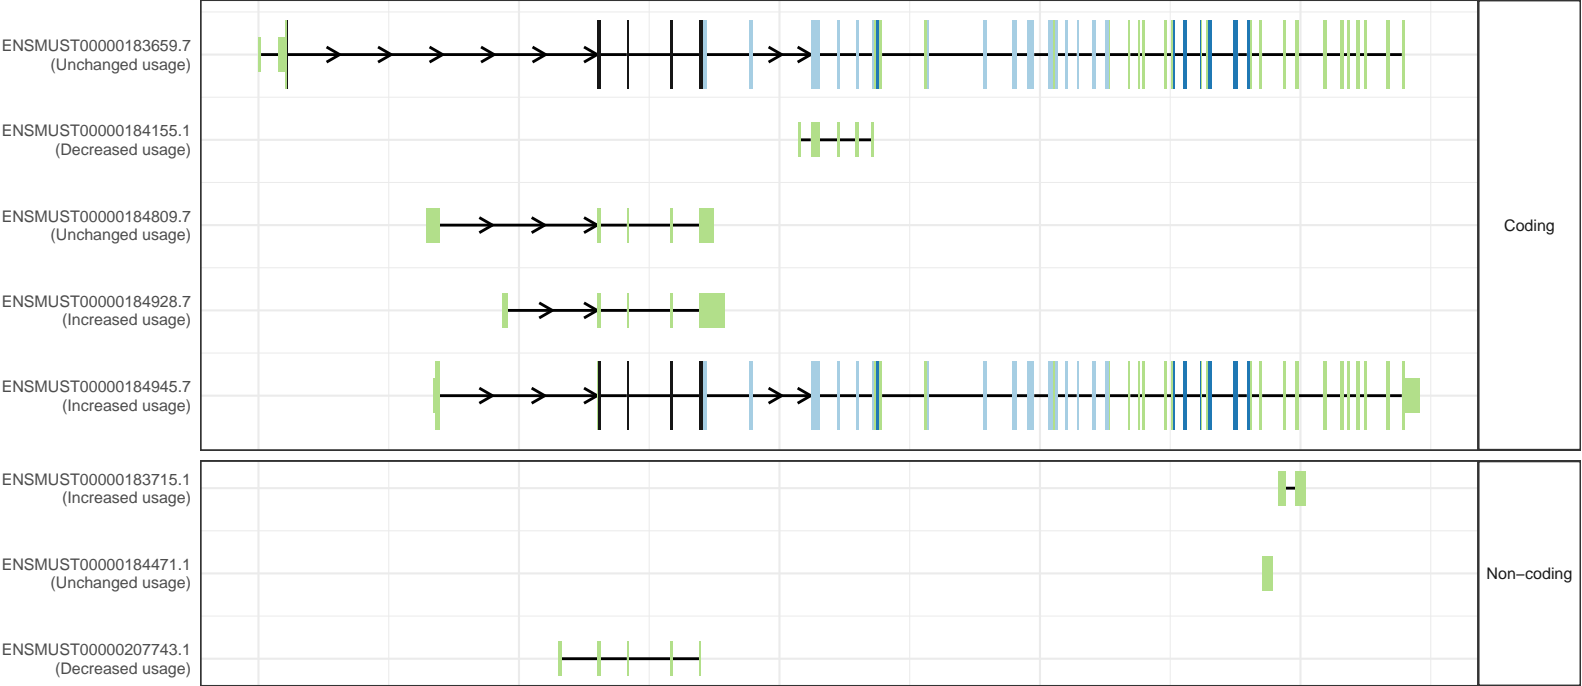 ENSMUST00000183659.7
(Unchanged usage)
ENSMUST00000184155.1
(Decreased usage)
ENSMUST00000184809.7
(Unchanged usage)
Coding
ENSMUST00000184928.7
(Increased usage)
ENSMUST00000184945.7
(Increased usage)
ENSMUST00000183715.1
(Increased usage)
ENSMUST00000184471.1
(Unchanged usage)
Non−coding
ENSMUST00000207743.1
(Decreased usage)